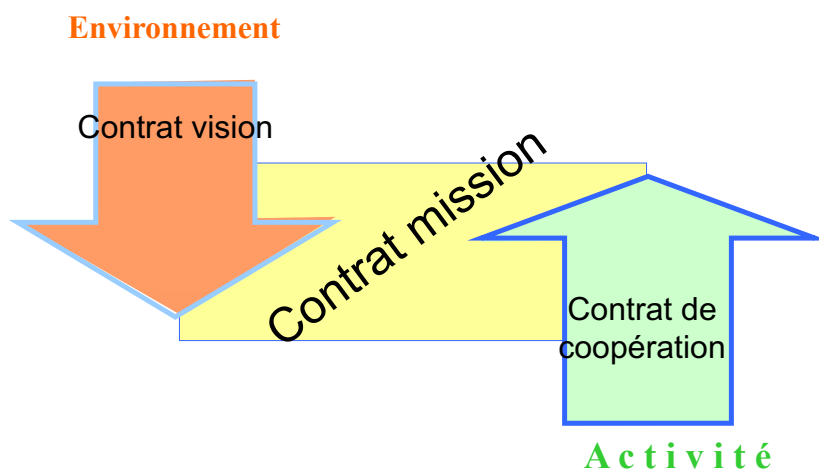 Environnement
Contrat vision
Contrat mission
Contrat de
coopération
Activité